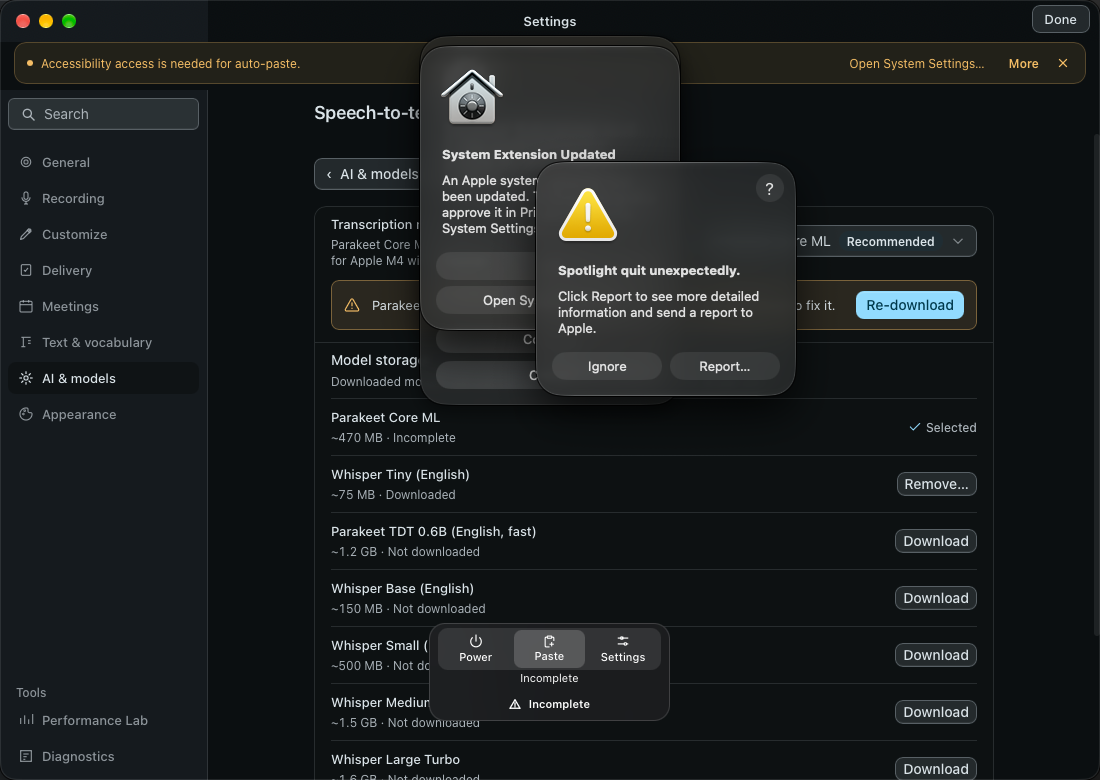 Settings
Done
Accessibility access is needed for auto-paste.
Open System Settings...
More
Search
General
Recording
Customize
Delivery
Meetings
Text & vocabulary
AI & models
Appearance
Tools
Performance Lab
Diagnostics
Speech-to-te
‹ AI & models
Transcription
Parakeet Core
for Apple M4 wi
re ML Recommended
Parakee
o fix it.
Re-download
System Extension Updated
An Apple system
been updated.
approve it in Pri
System Settings
Open Sy
Spotlight quit unexpectedly.
Click Report to see more detailed
information and send a report to
Apple.
?
Ignore
Report...
Model storag
Downloaded mo
Parakeet Core ML
~470 MB · Incomplete
Selected
Whisper Tiny (English)
~75 MB · Downloaded
Remove...
Parakeet TDT 0.6B (English, fast)
~1.2 GB · Not downloaded
Download
Whisper Base (English)
~150 MB · Not downloaded
Download
Whisper Small (
~500 MB · Not do
Download
Whisper Medium
~1.5 GB · Not downloaded
Download
Whisper Large Turbo
~1.6 GB · Not downloaded
Download
Power
Paste
Settings
Incomplete
Incomplete